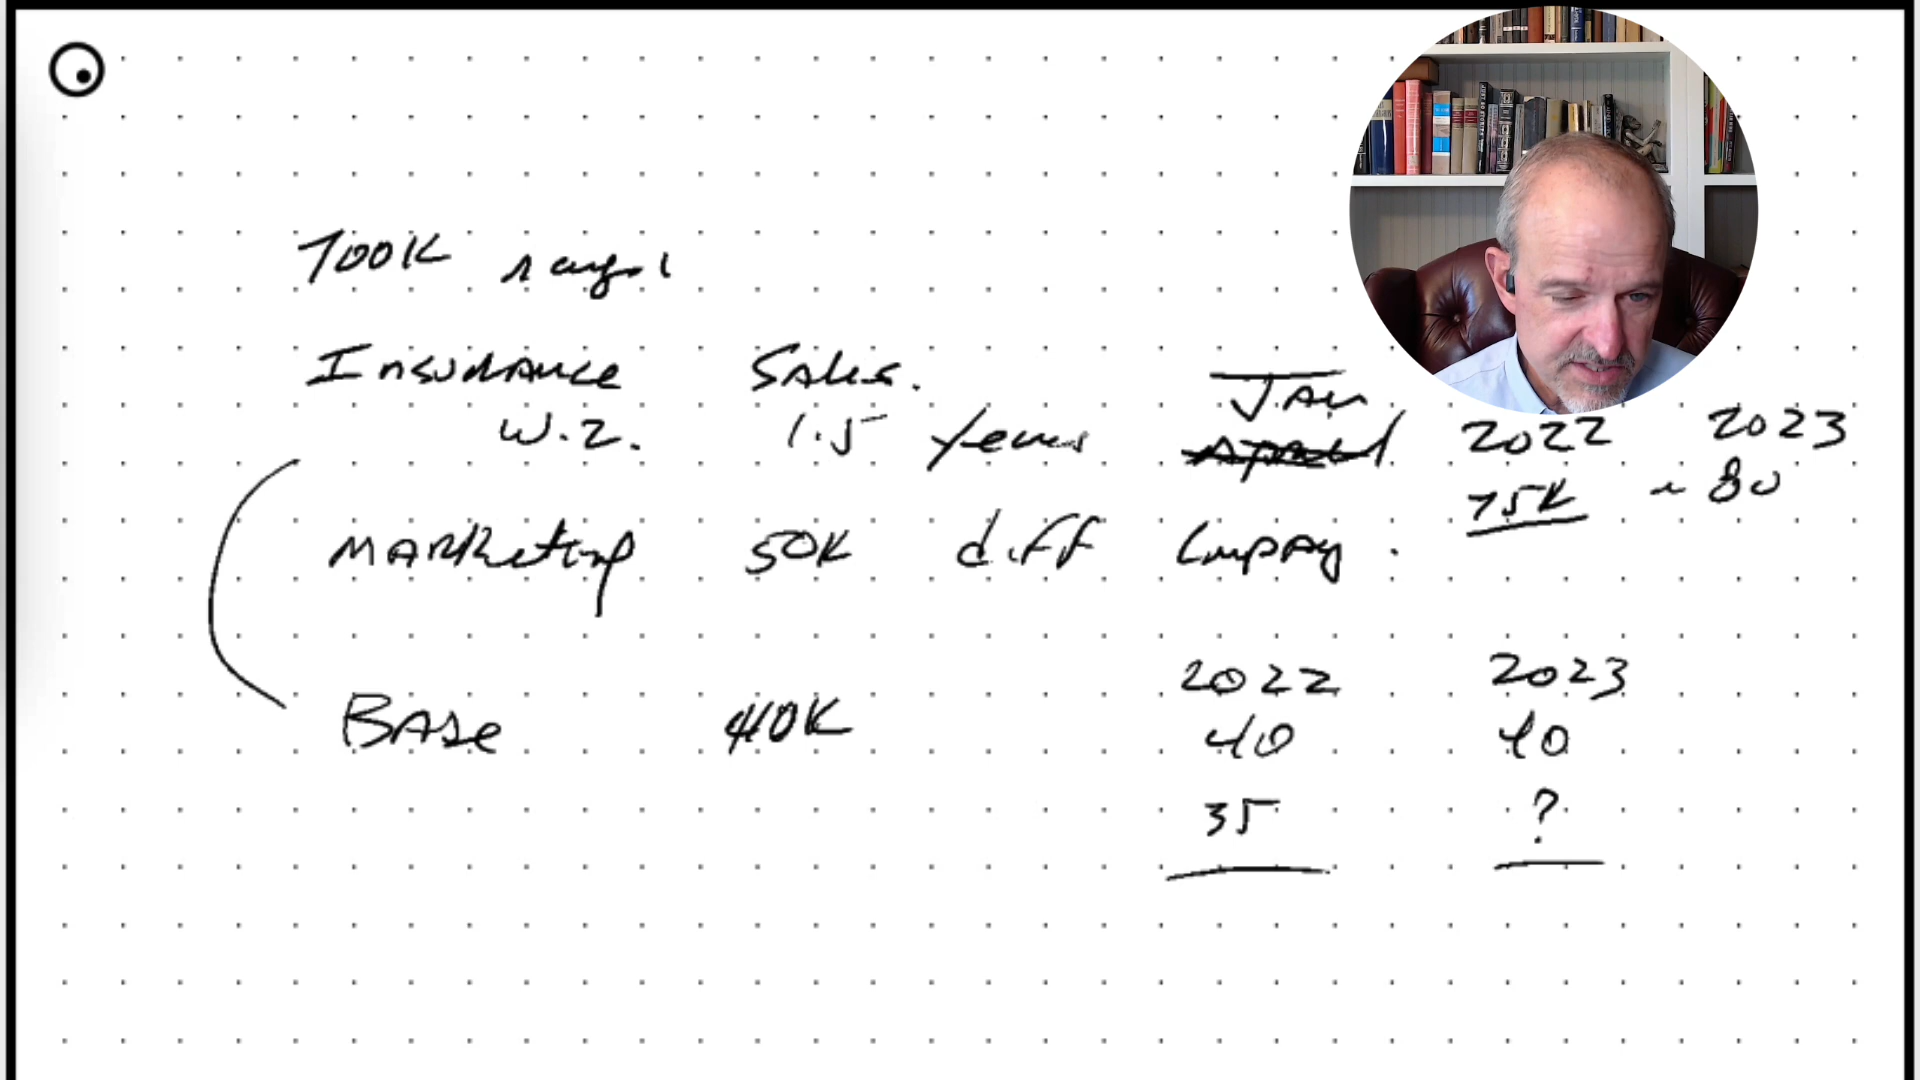 700K range
Insurance Sales.
W.2. 1.5 years Jan 2022 2023
75K ~ 80
Marketing 50K diff Company.
2022 2023
Base 40K 40 40
35 ?